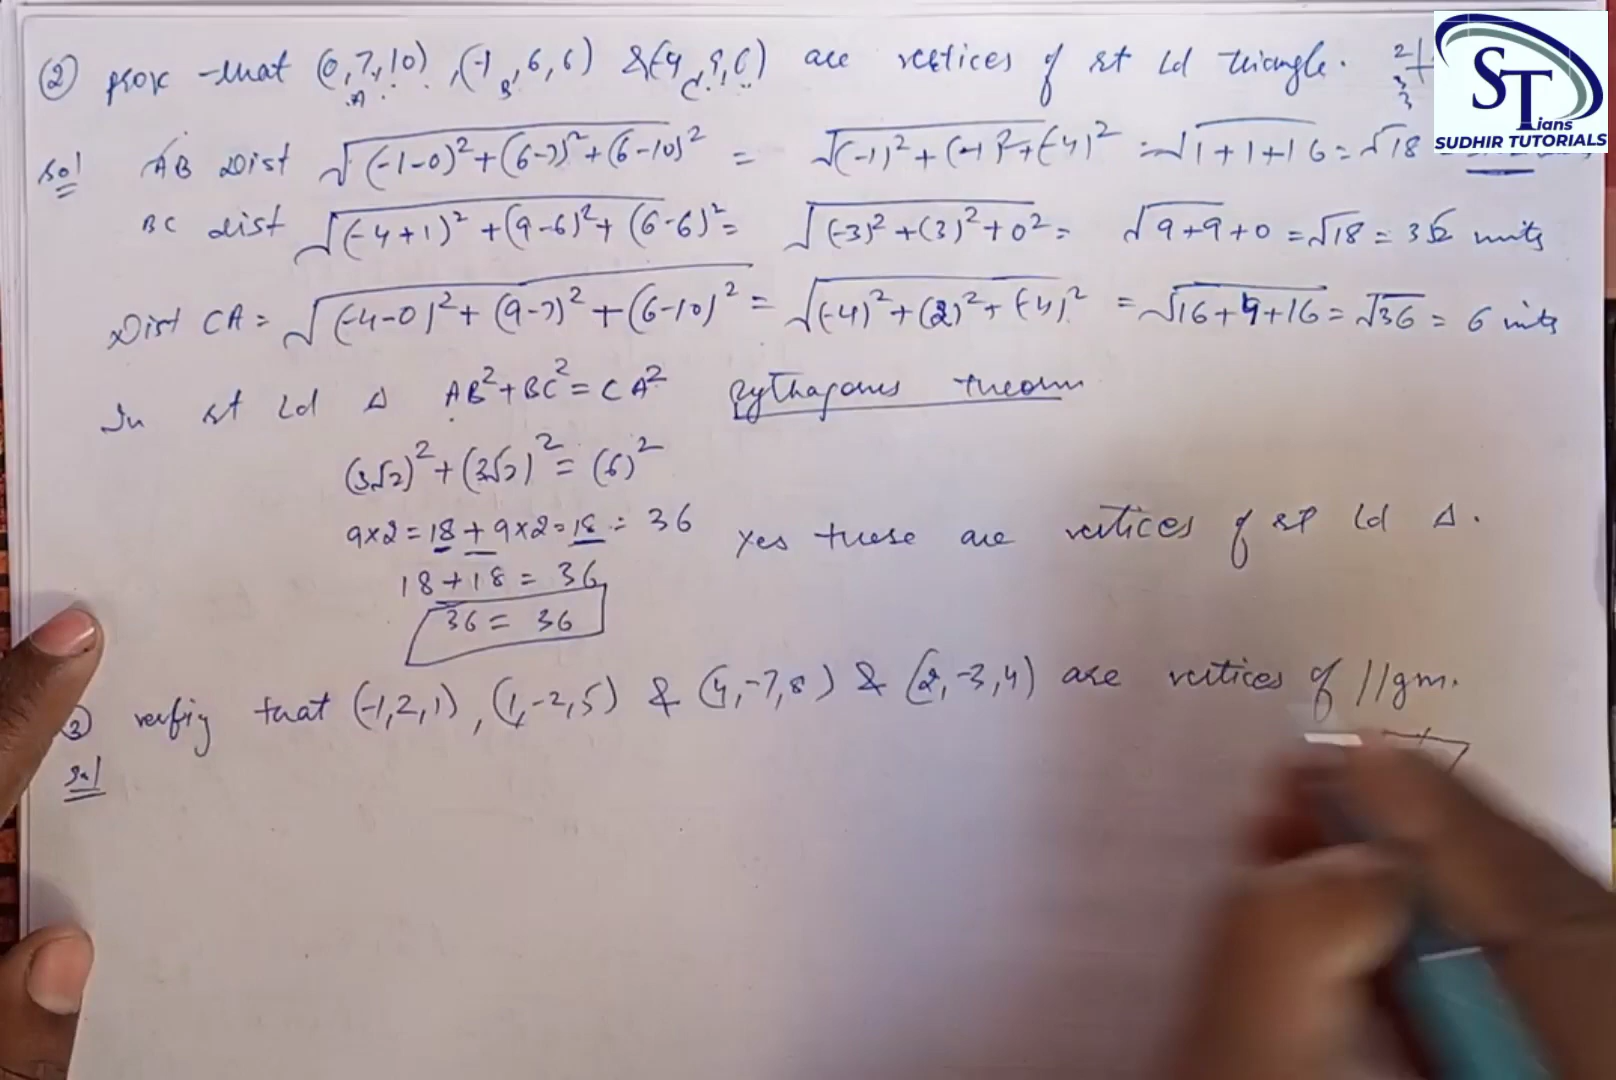 ② prove that (0,7,10), (-1,6,6) & (-4,9,6) are vertices of rt Ld triangle.
A B C
2
3
3
ST
ians
SUDHIR TUTORIALS
Sol AB Dist √(-1-0)²+(6-7)²+(6-10)² = √(-1)²+(-1)²+(-4)² = √1+1+16 = √18
BC dist √(-4+1)²+(9-6)²+(6-6)² = √(-3)²+(3)²+0² = √9+9+0 = √18 = 3√2 units
Dist CA = √(-4-0)²+(9-7)²+(6-10)² = √(-4)²+(2)²+(-4)² = √16+4+16 = √36 = 6 units
In rt Ld Δ AB²+BC² = CA² pythagorus theorm
(3√2)²+(3√2)² = (6)²
9×2=18+9×2=18 = 36 Yes these are vertices of rt Ld Δ.
18+18 = 36
36 = 36
③ verfiy that (-1,2,1), (1,-2,5) & (4,-7,8) & (2,-3,4) are vertices of //gm.
Sol